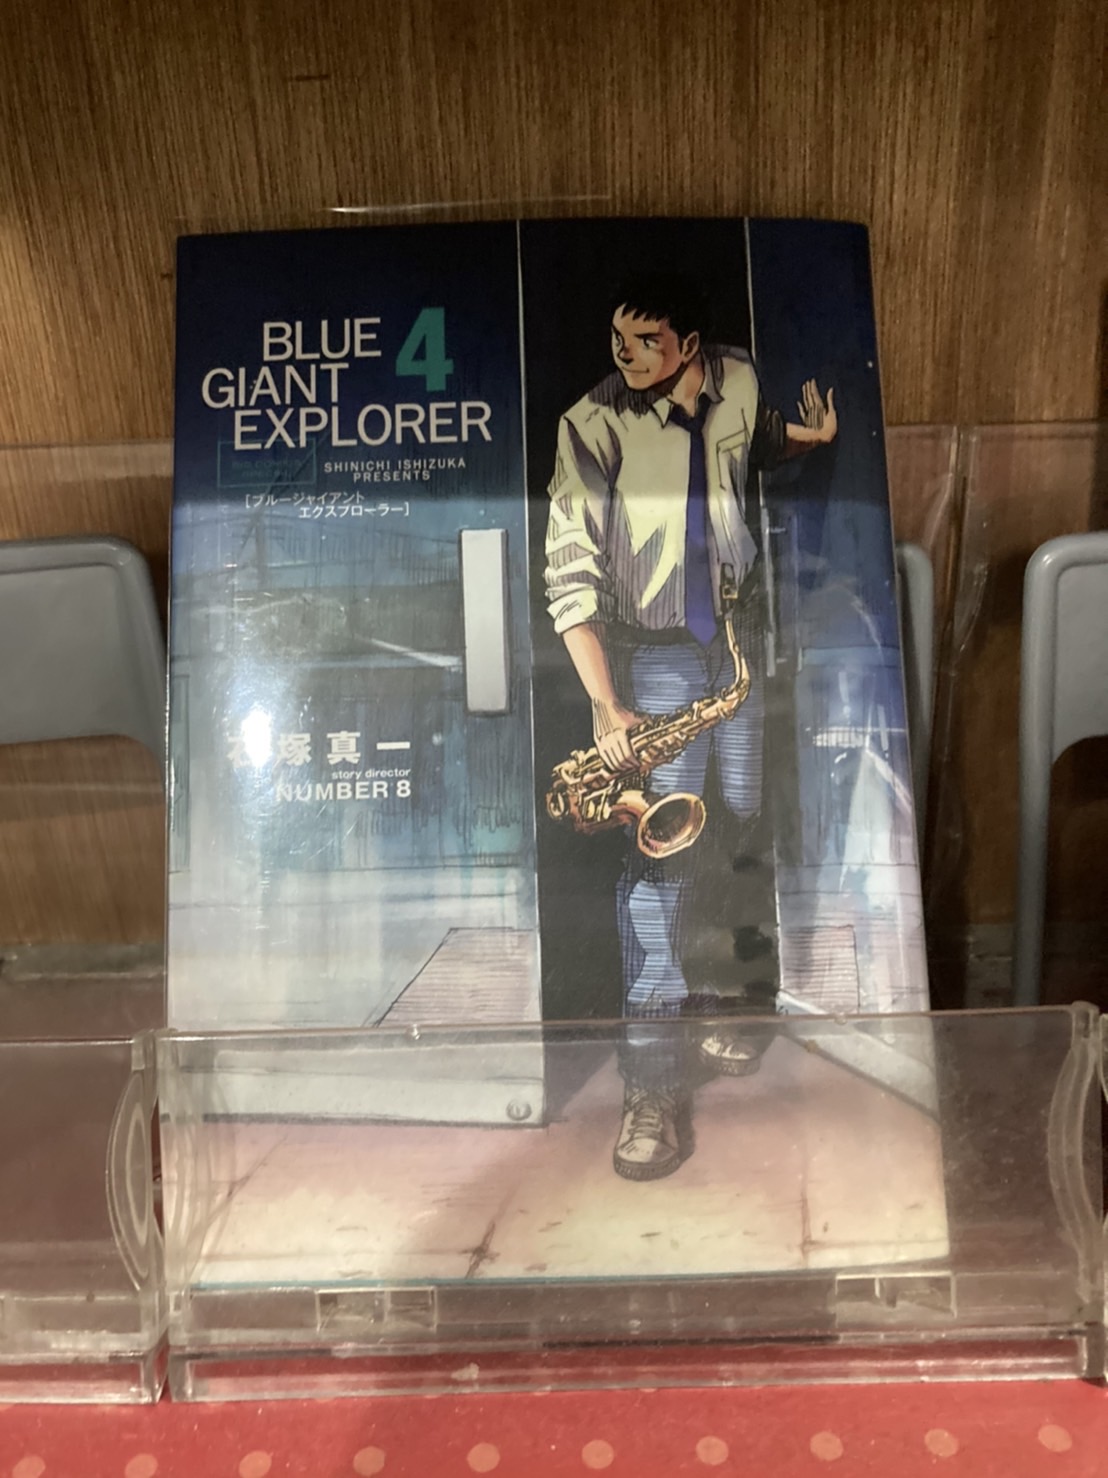 BLUE 4
GIANT
EXPLORER
SHINICHI ISHIZUKA
PRESENTS
[ブルージャイアント
エクスプローラー]
石塚真一
story director
NUMBER 8